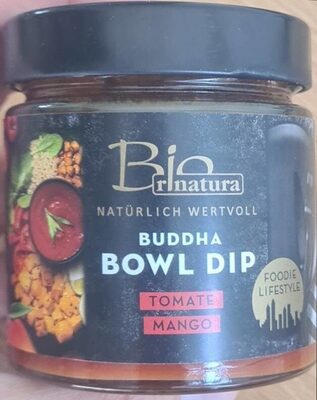 Bio
rinatura
NATÜRLICH WERTVOLL
BUDDHA
BOWL DIP
TOMATE
MANGO
FOODIE
LIFESTYLE